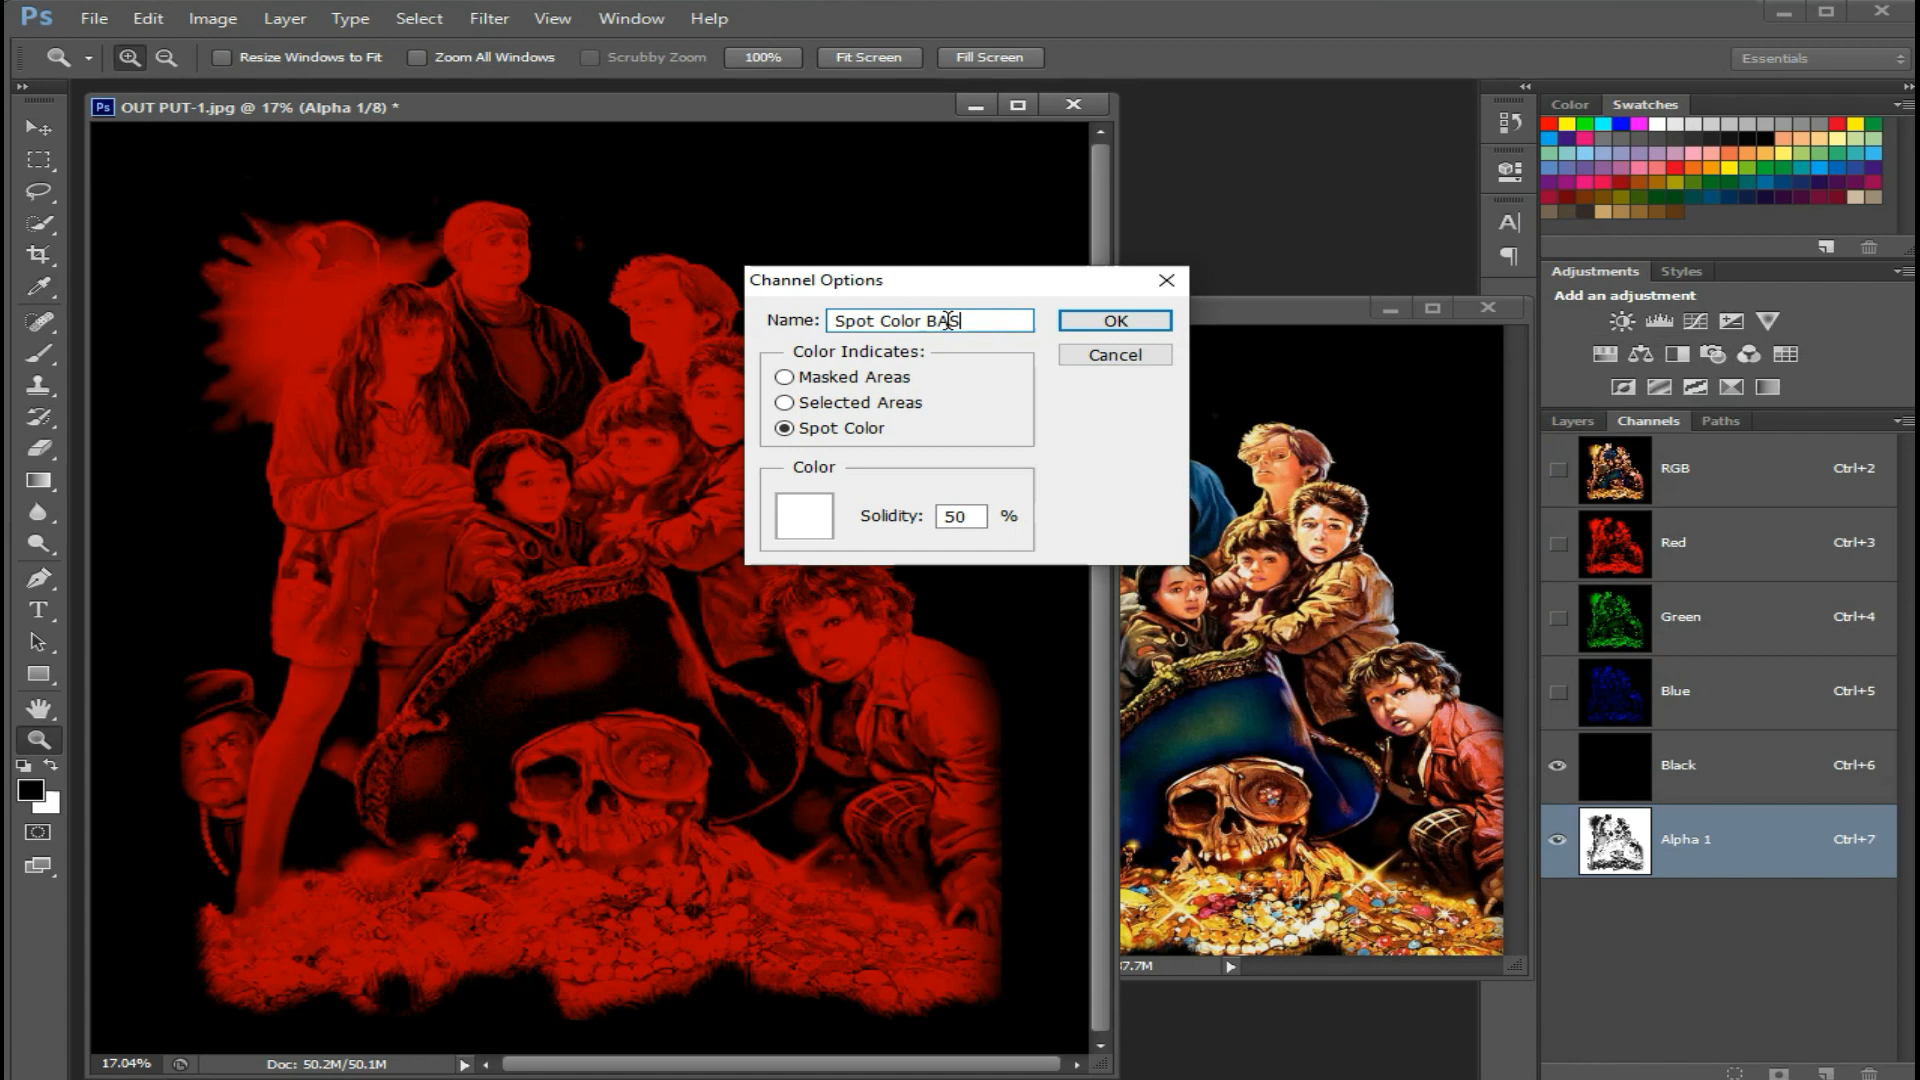 Ps File Edit Image Layer Type Select Filter View Window Help
Resize Windows to Fit Zoom All Windows Scrubby Zoom 100% Fit Screen Fill Screen Essentials
Ps OUT PUT-1.jpg @ 17% (Alpha 1/8) *
Color Swatches
Channel Options
Name: Spot Color BAS
OK
Color Indicates:
Cancel
Masked Areas
Selected Areas
Spot Color
Color
Solidity: 50 %
Adjustments Styles
Add an adjustment
Layers Channels Paths
RGB Ctrl+2
Red Ctrl+3
Green Ctrl+4
Blue Ctrl+5
Black Ctrl+6
Alpha 1 Ctrl+7
37.7M
17.04% Doc: 50.2M/50.1M